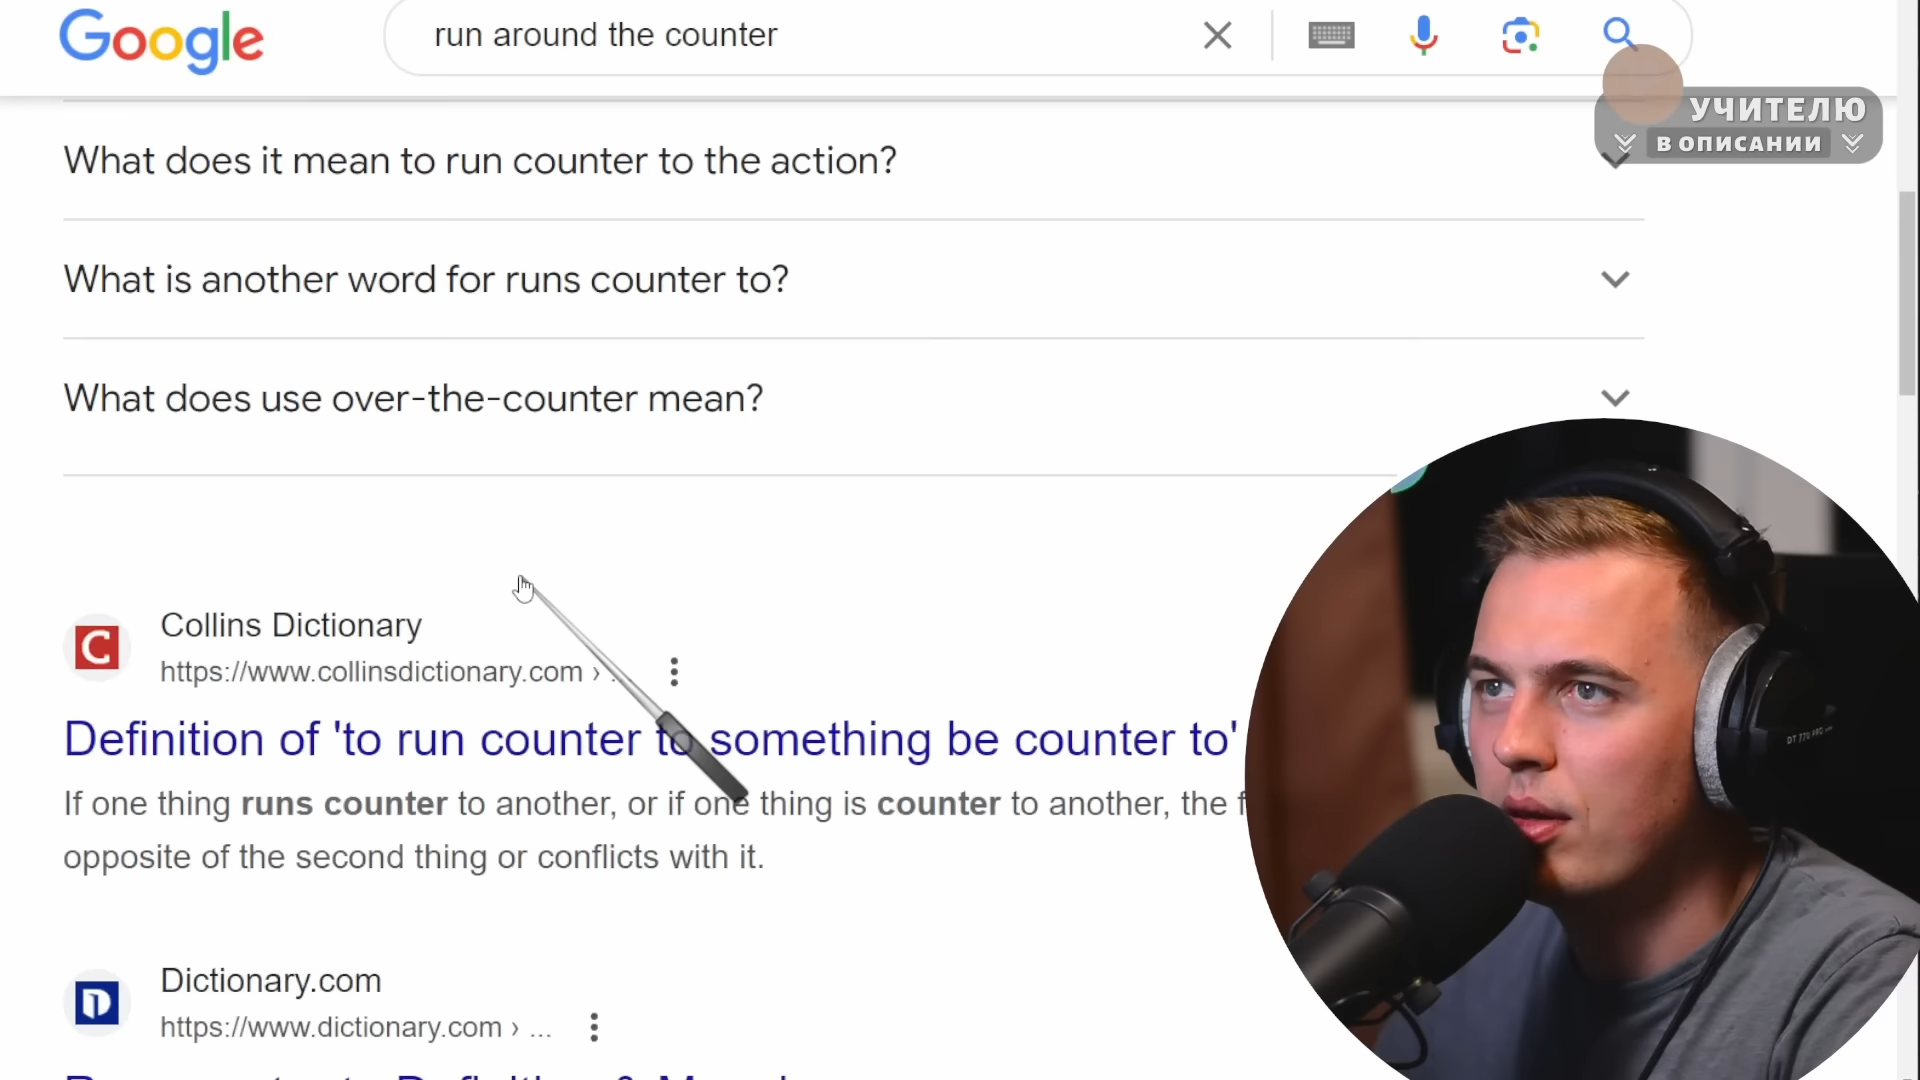 Google
run around the counter
УЧИТЕЛЮ
В ОПИСАНИИ
What does it mean to run counter to the action?
What is another word for runs counter to?
What does use over-the-counter mean?
Collins Dictionary
https://www.collinsdictionary.com ›
Definition of 'to run counter to something be counter to'
If one thing runs counter to another, or if one thing is counter to another, the
opposite of the second thing or conflicts with it.
Dictionary.com
https://www.dictionary.com › ...
DT 770 PRO